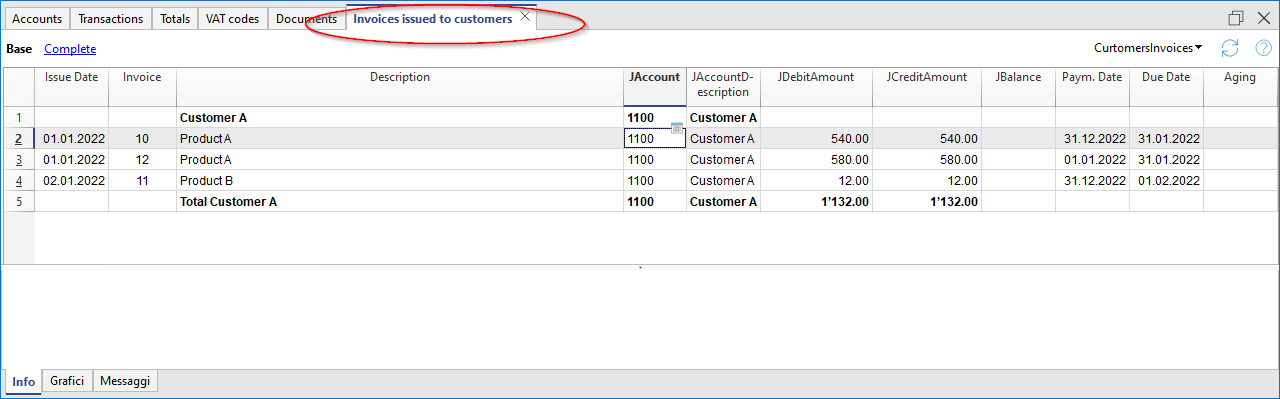 Accounts Transactions Totals VAT codes Documents Invoices issued to customers
Base Complete CurtomersInvoices
Issue Date Invoice Description JAccount JAccountD-escription JDebitAmount JCreditAmount JBalance Paym. Date Due Date Aging
1 Customer A 1100 Customer A
2 01.01.2022 10 Product A 1100 Customer A 540.00 540.00 31.12.2022 31.01.2022
3 01.01.2022 12 Product A 1100 Customer A 580.00 580.00 01.01.2022 31.01.2022
4 02.01.2022 11 Product B 1100 Customer A 12.00 12.00 31.12.2022 01.02.2022
5 Total Customer A 1100 Customer A 1'132.00 1'132.00
Info Grafici Messaggi